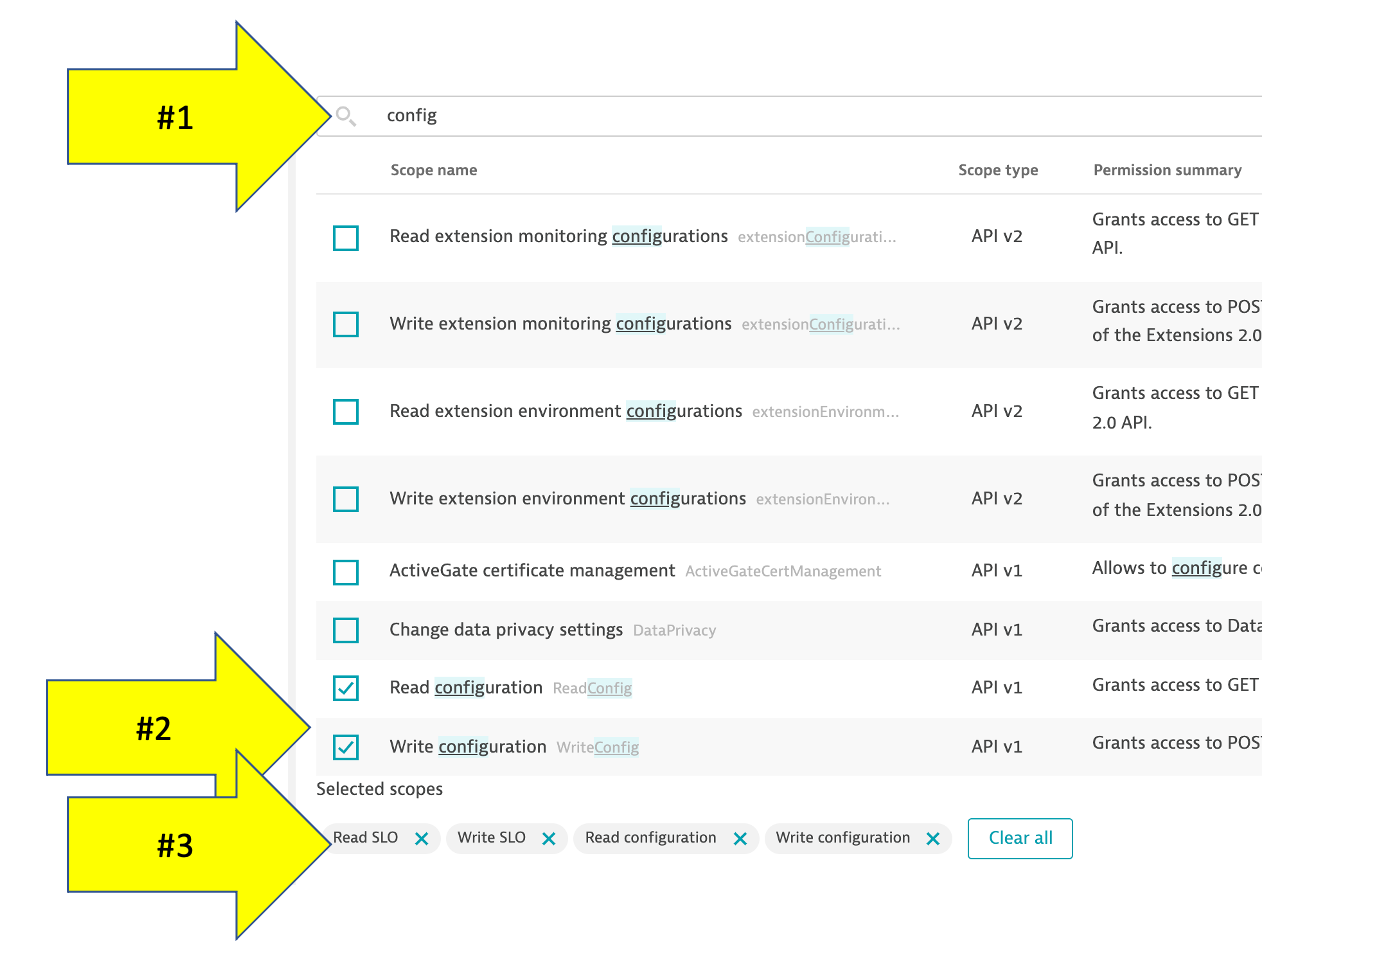 #1
config
Scope name Scope type Permission summary
Read extension monitoring configurations extensionConfigurati... API v2 Grants access to GET
API.
Write extension monitoring configurations extensionConfigurati... API v2 Grants access to POST
of the Extensions 2.0
Read extension environment configurations extensionEnvironm... API v2 Grants access to GET
2.0 API.
Write extension environment configurations extensionEnviron... API v2 Grants access to POST
of the Extensions 2.0
ActiveGate certificate management ActiveGateCertManagement API v1 Allows to configure
Change data privacy settings DataPrivacy API v1 Grants access to Data
Read configuration ReadConfig API v1 Grants access to GET
#2
Write configuration WriteConfig API v1 Grants access to POST
Selected scopes
#3
Read SLO Write SLO Read configuration Write configuration Clear all